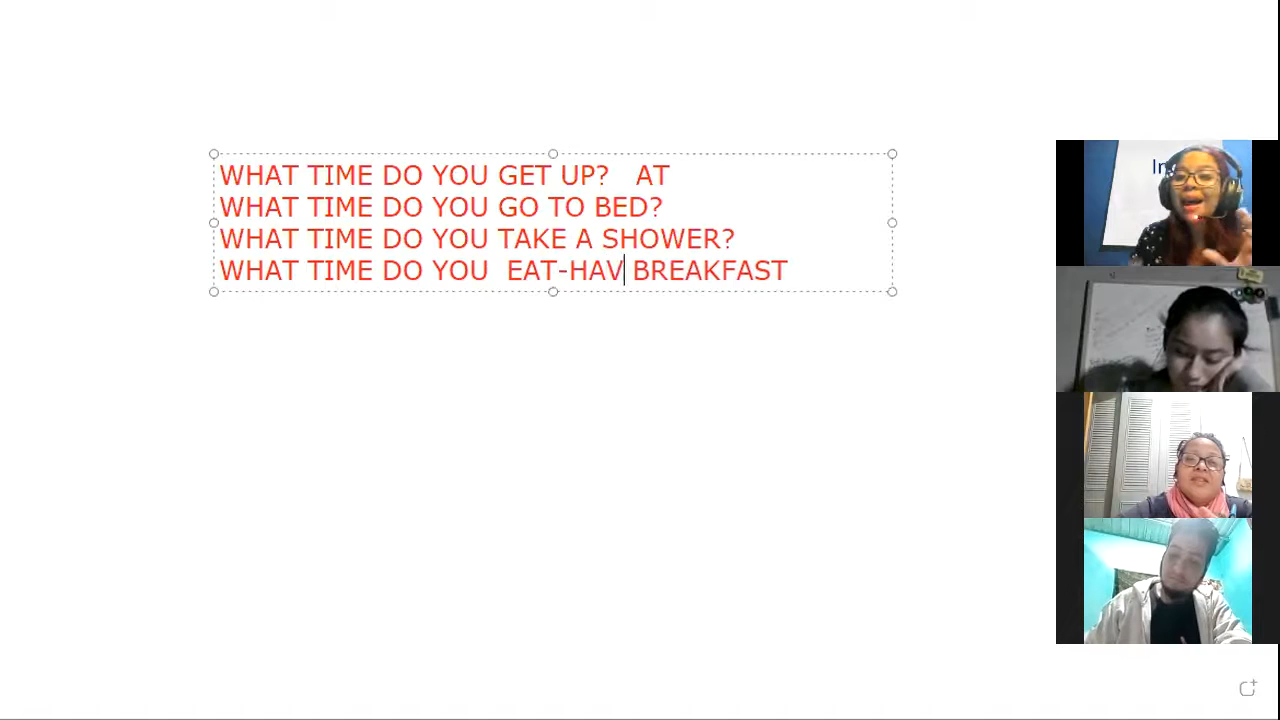 WHAT TIME DO YOU GET UP? AT
WHAT TIME DO YOU GO TO BED?
WHAT TIME DO YOU TAKE A SHOWER?
WHAT TIME DO YOU EAT-HAV BREAKFAST